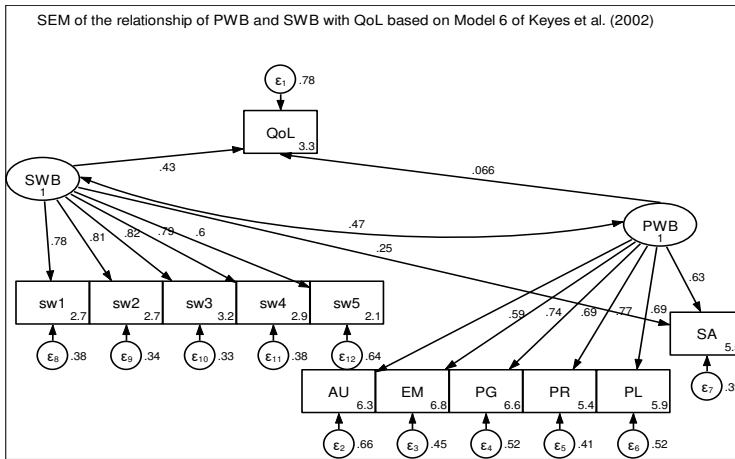 SEM of the relationship of PWB and SWB with QoL based on Model 6 of Keyes et al. (2002)
ε1 .78
QoL
3.3
.43
.066
SWB
1
.47
PWB
1
.25
.78 .81 .82 .79 .6
.63
sw1 sw2 sw3 sw4 sw5
2.7 2.7 3.2 2.9 2.1
.59 .74 .69 .77 .69
SA
ε8 .38 ε9 .34 ε10 .33 ε11 .38 ε12 .64
AU EM PG PR PL
6.3 6.8 6.6 5.4 5.9
ε7
ε2 .66 ε3 .45 ε4 .52 ε5 .41 ε6 .52